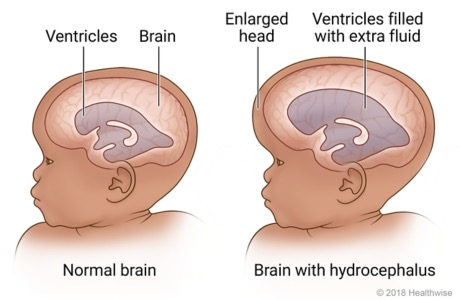 Ventricles
Brain
Enlarged
head
Ventricles filled
with extra fluid
Normal brain
Brain with hydrocephalus
© 2018 Healthwise